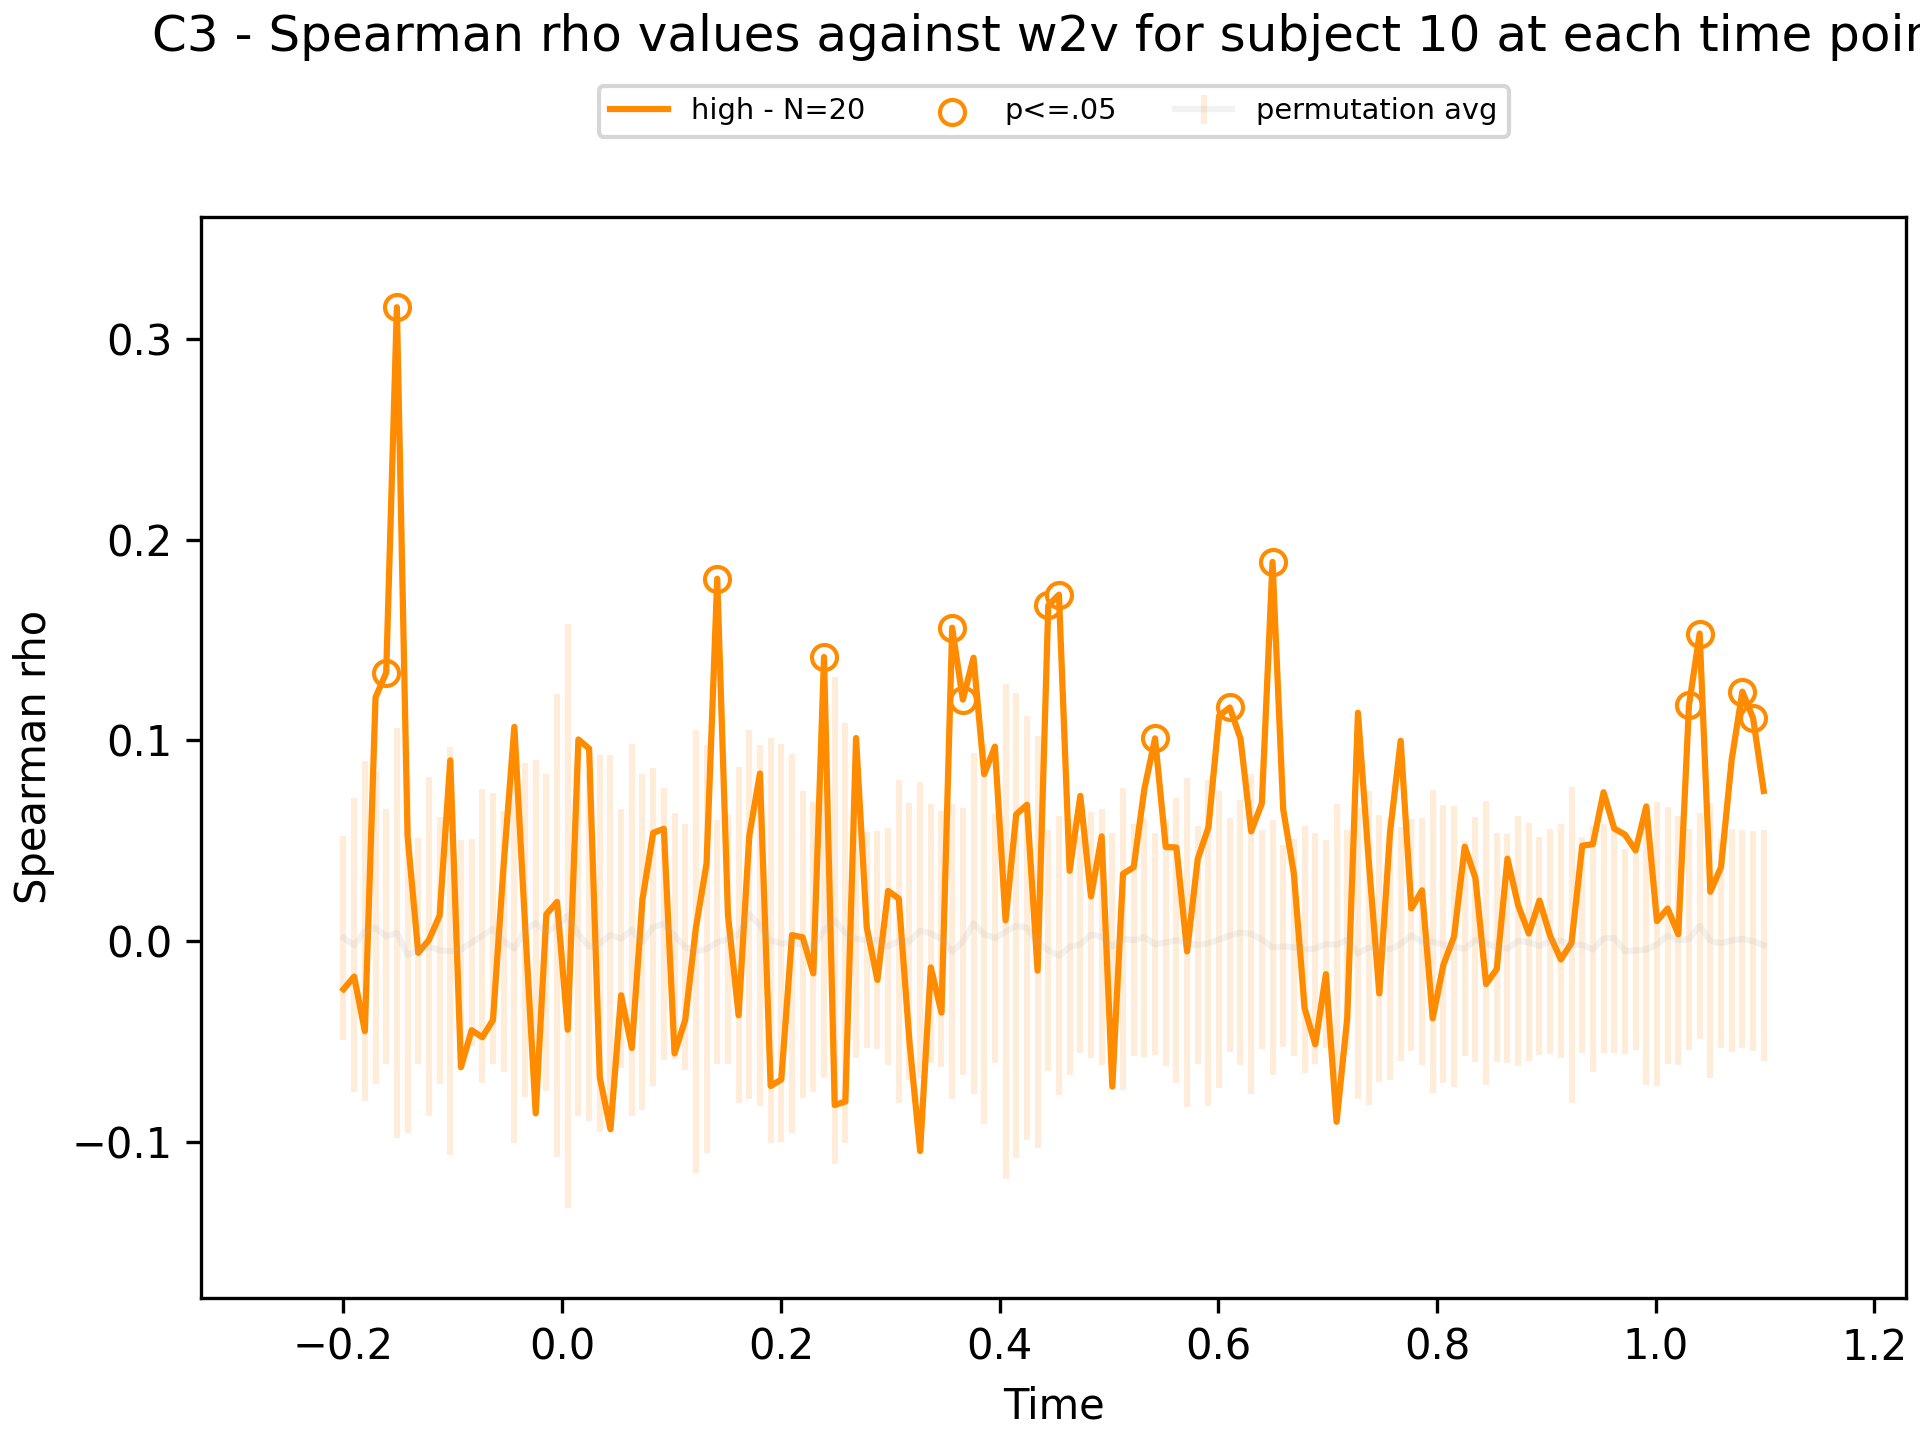 C3 - Spearman rho values against w2v for subject 10 at each time
high - N=20 p<=.05 permutation avg
Spearman rho
0.3
0.2
0.1
0.0
−0.1
−0.2 0.0 0.2 0.4 0.6 0.8 1.0 1.2
Time